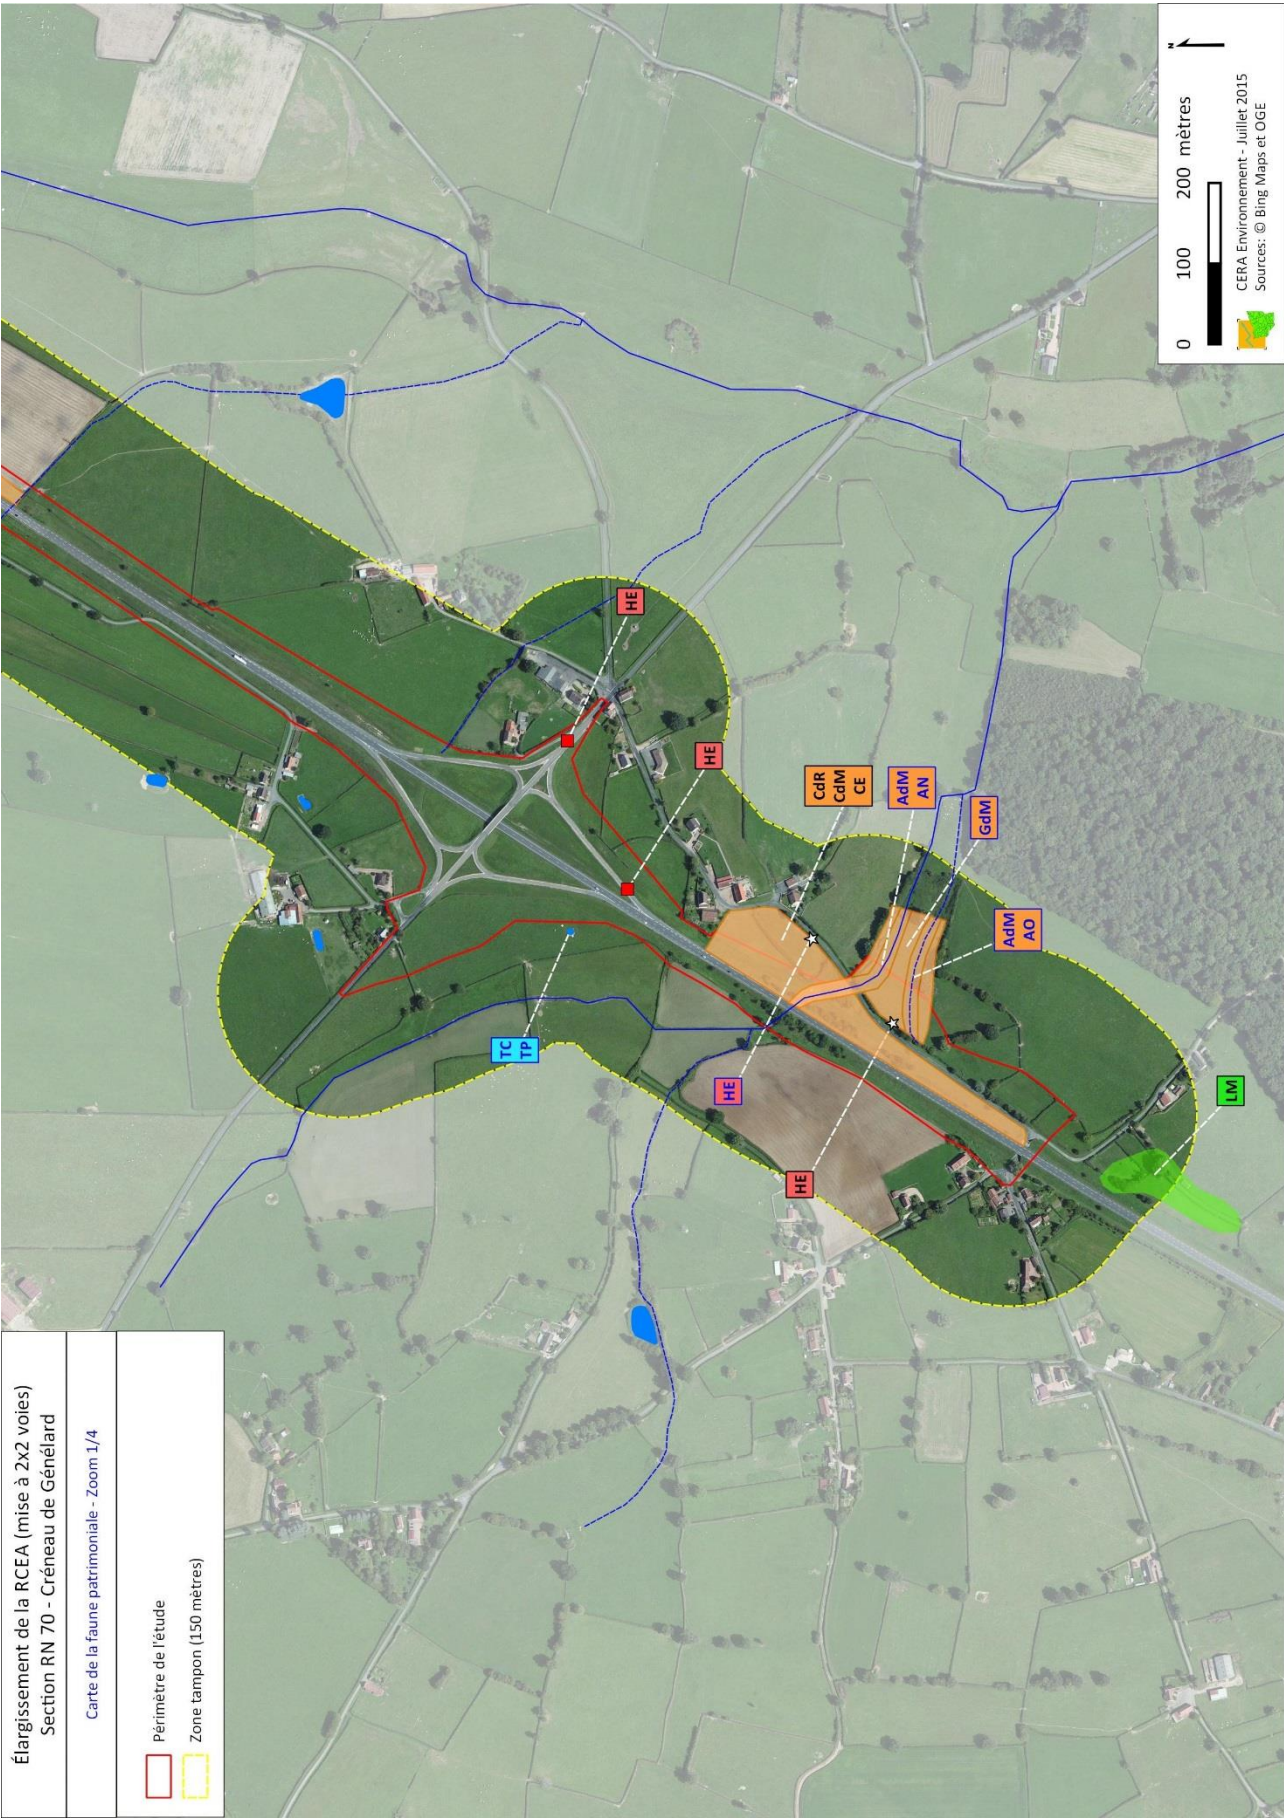 Élargissement de la RCEA (mise à 2x2 voies)
Section RN 70 - Créneau de Génélard
Carte de la faune patrimoniale - Zoom 1/4
Périmètre de l'étude
Zone tampon (150 mètres)
TC
TP
HE
HE
LM
HE
HE
CdR
CdM
CE
AdM
AN
GdM
AdM
AO
N
0 100 200 mètres
CERA Environnement - Juillet 2015
Sources: © Bing Maps et OGE